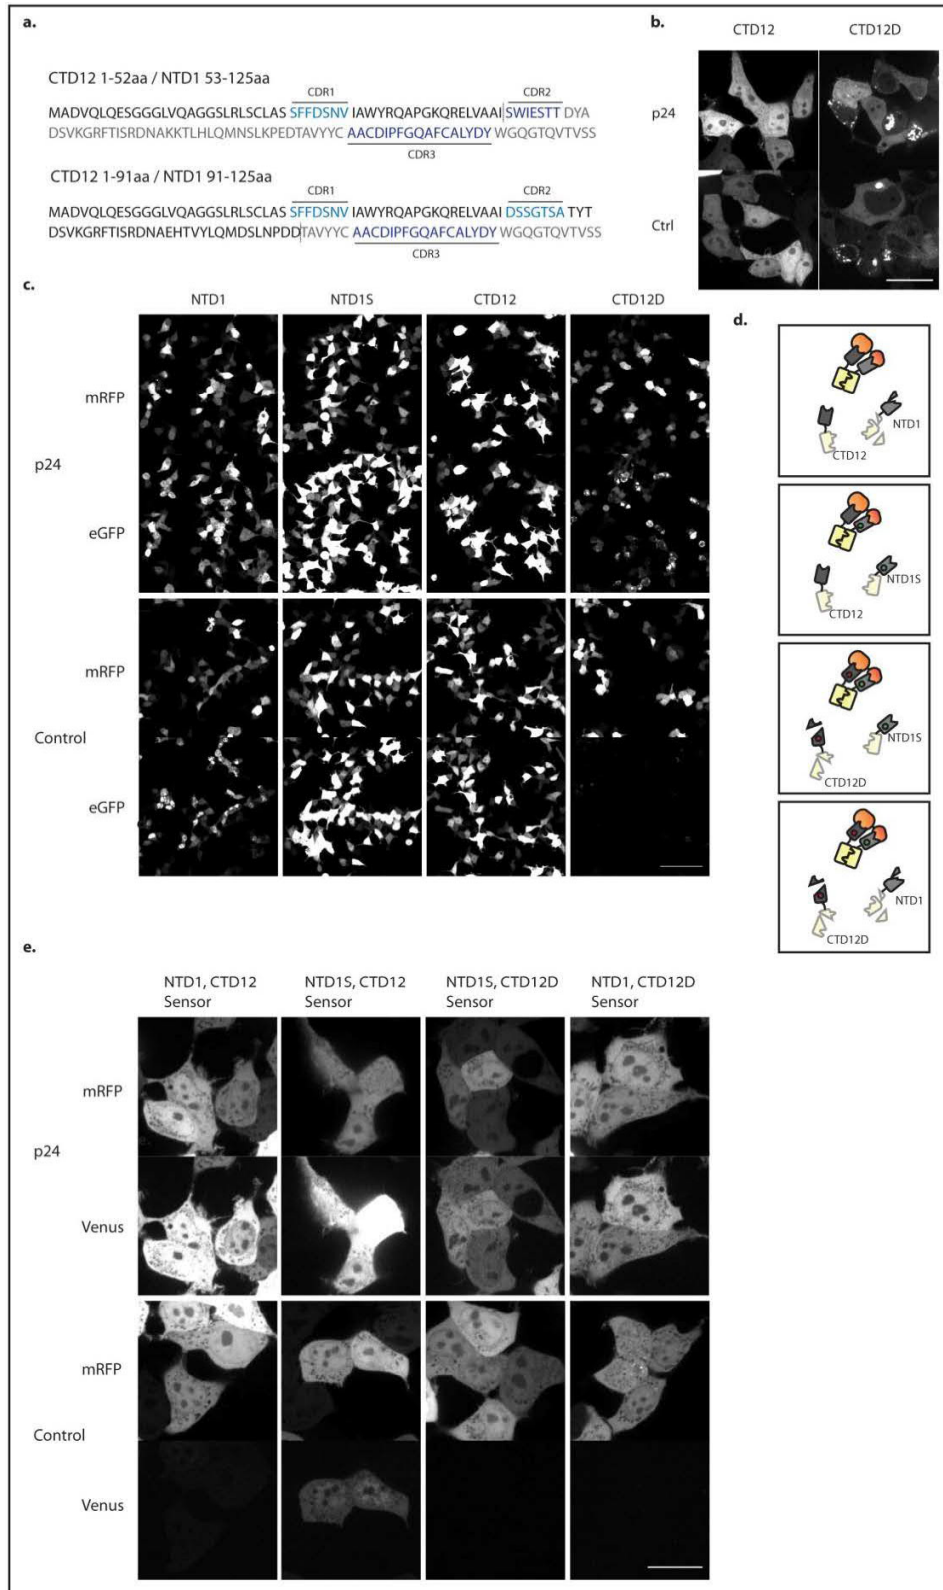 a.
CTD12 1-52aa / NTD1 53-125aa
CDR1
CDR2
MADVQLQESGGGLVQAGGSLRLSCLAS SFFDSNV IAWYRQAPGKQRELVAAI SWIESTT DYA
DSVKGRFTISRDNAKKTLHLQMNSLKPEDTAVYYC AACDIPFGQAFCALYDY WGQGTQVTVSS
CDR3
CTD12 1-91aa / NTD1 91-125aa
CDR1
CDR2
MADVQLQESGGGLVQAGGSLRLSCLAS SFFDSNV IAWYRQAPGKQRELVAAI DSSGTSA TYT
DSVKGRFTISRDNAEHTVYLQMDSLNPDDTAVYYC AACDIPFGQAFCALYDY WGQGTQVTVSS
CDR3
b.
CTD12
CTD12D
p24
Ctrl
c.
NTD1
NTD1S
CTD12
CTD12D
mRFP
p24
eGFP
mRFP
Control
eGFP
d.
NTD1
CTD12
NTD1S
CTD12
NTD1S
CTD12D
NTD1
CTD12D
e.
NTD1, CTD12
Sensor
NTD1S, CTD12
Sensor
NTD1S, CTD12D
Sensor
NTD1, CTD12D
Sensor
mRFP
p24
Venus
mRFP
Control
Venus